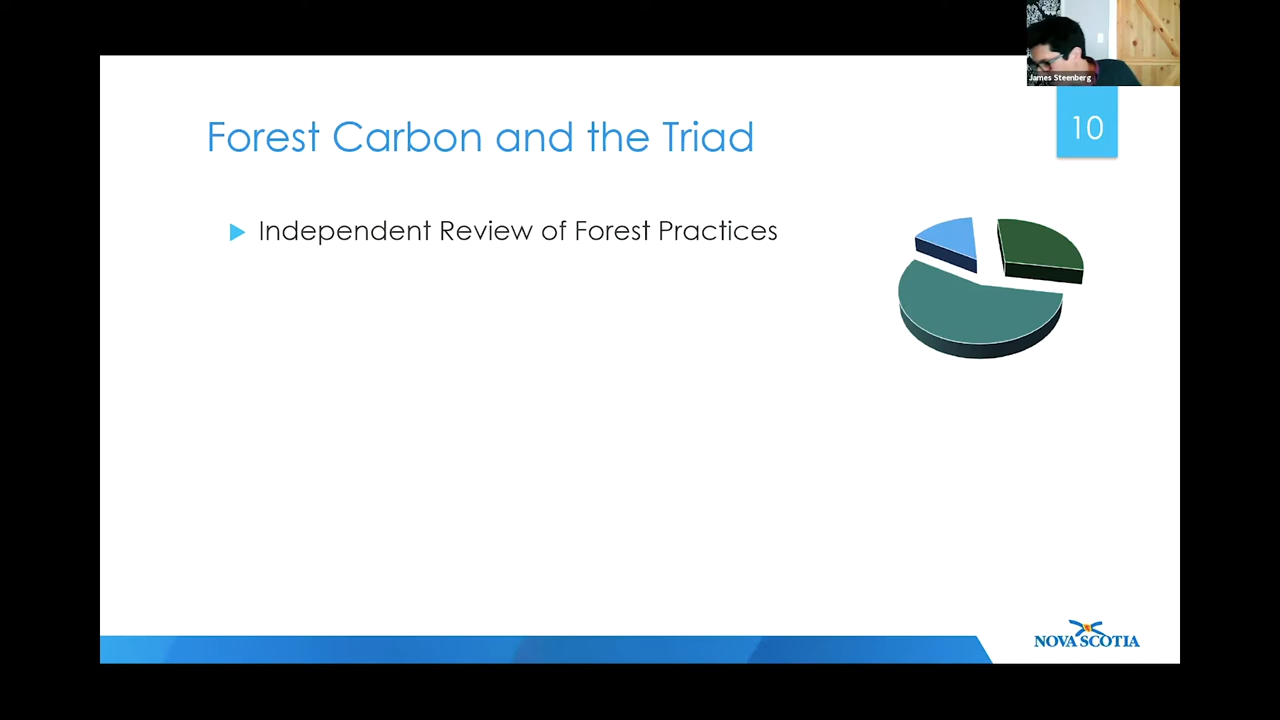 James Steenberg
10
Forest Carbon and the Triad
Independent Review of Forest Practices
NOVA SCOTIA